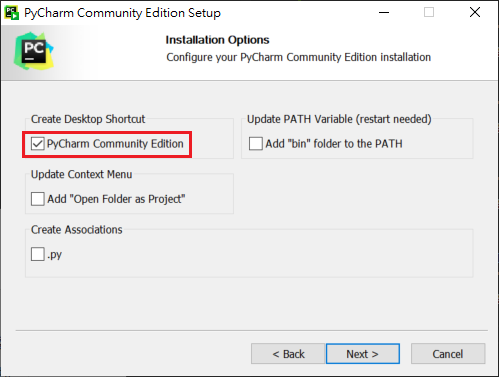 PyCharm Community Edition Setup
PC
Installation Options
Configure your PyCharm Community Edition installation
Create Desktop Shortcut
PyCharm Community Edition
Update PATH Variable (restart needed)
Add "bin" folder to the PATH
Update Context Menu
Add "Open Folder as Project"
Create Associations
.py
< Back
Next >
Cancel